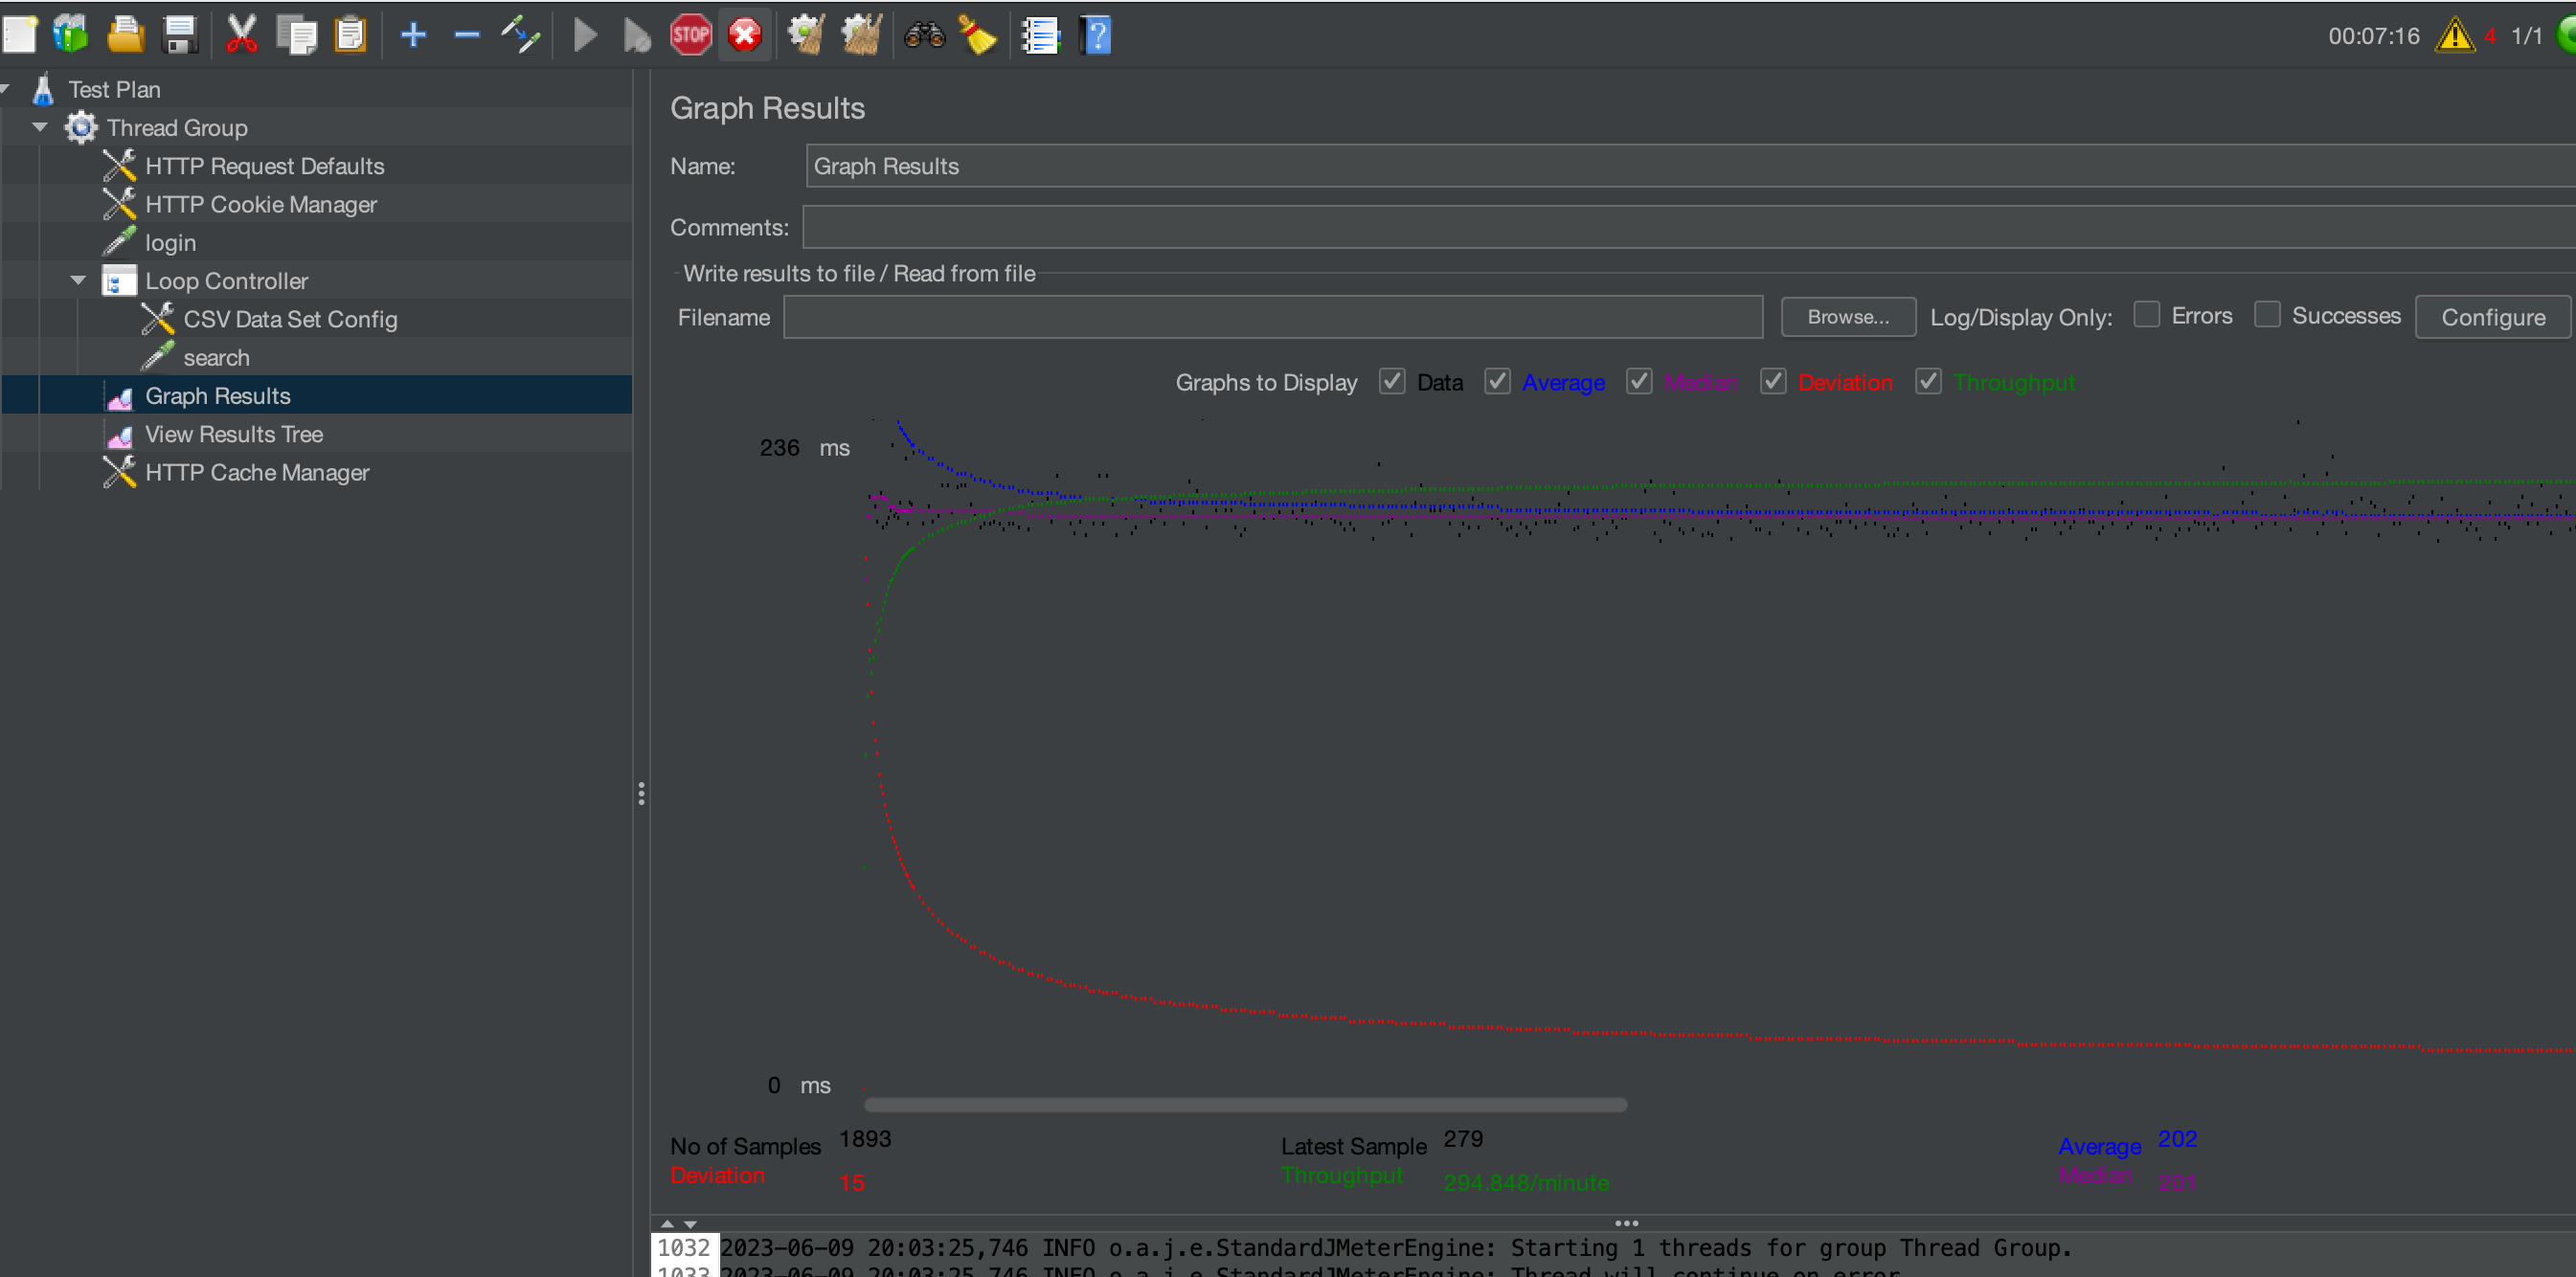 STOP
?
00:07:16 4 1/1
Test Plan
Thread Group
HTTP Request Defaults
HTTP Cookie Manager
login
Loop Controller
CSV Data Set Config
search
Graph Results
View Results Tree
HTTP Cache Manager
Graph Results
Name: Graph Results
Comments:
Write results to file / Read from file
Filename Browse... Log/Display Only: Errors Successes Configure
Graphs to Display Data Average Median Deviation Throughput
236 ms
0 ms
No of Samples 1893 Latest Sample 279 Average 202
Deviation 15 Throughput 294.848/minute Median 201
1032 2023-06-09 20:03:25,746 INFO o.a.j.e.StandardJMeterEngine: Starting 1 threads for group Thread Group.
1033 2023-06-09 20:03:25,746 INFO o.a.j.e.StandardJMeterEngine: Thread will continue on error